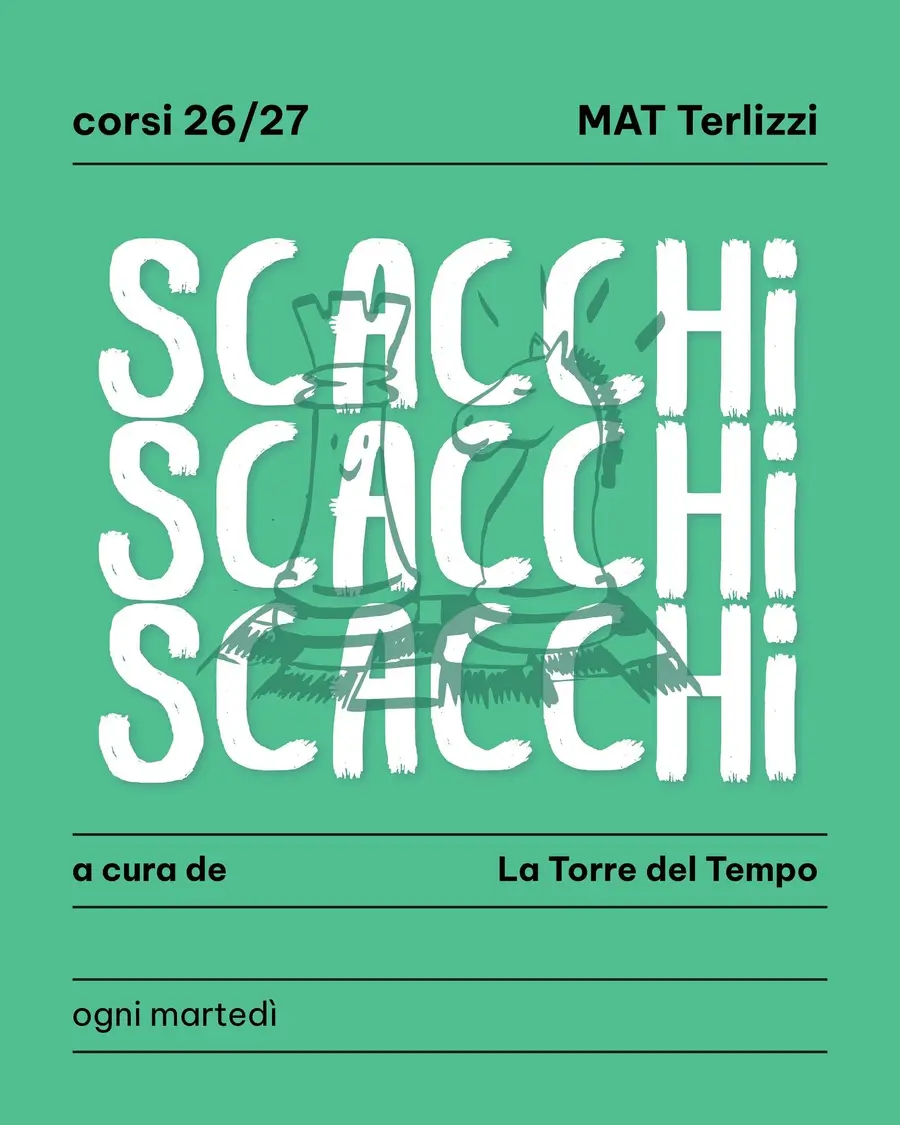 corsi 26/27 MAT Terlizzi
SCACCHi
SCACCHi
SCACCHi
a cura de La Torre del Tempo
ogni martedì